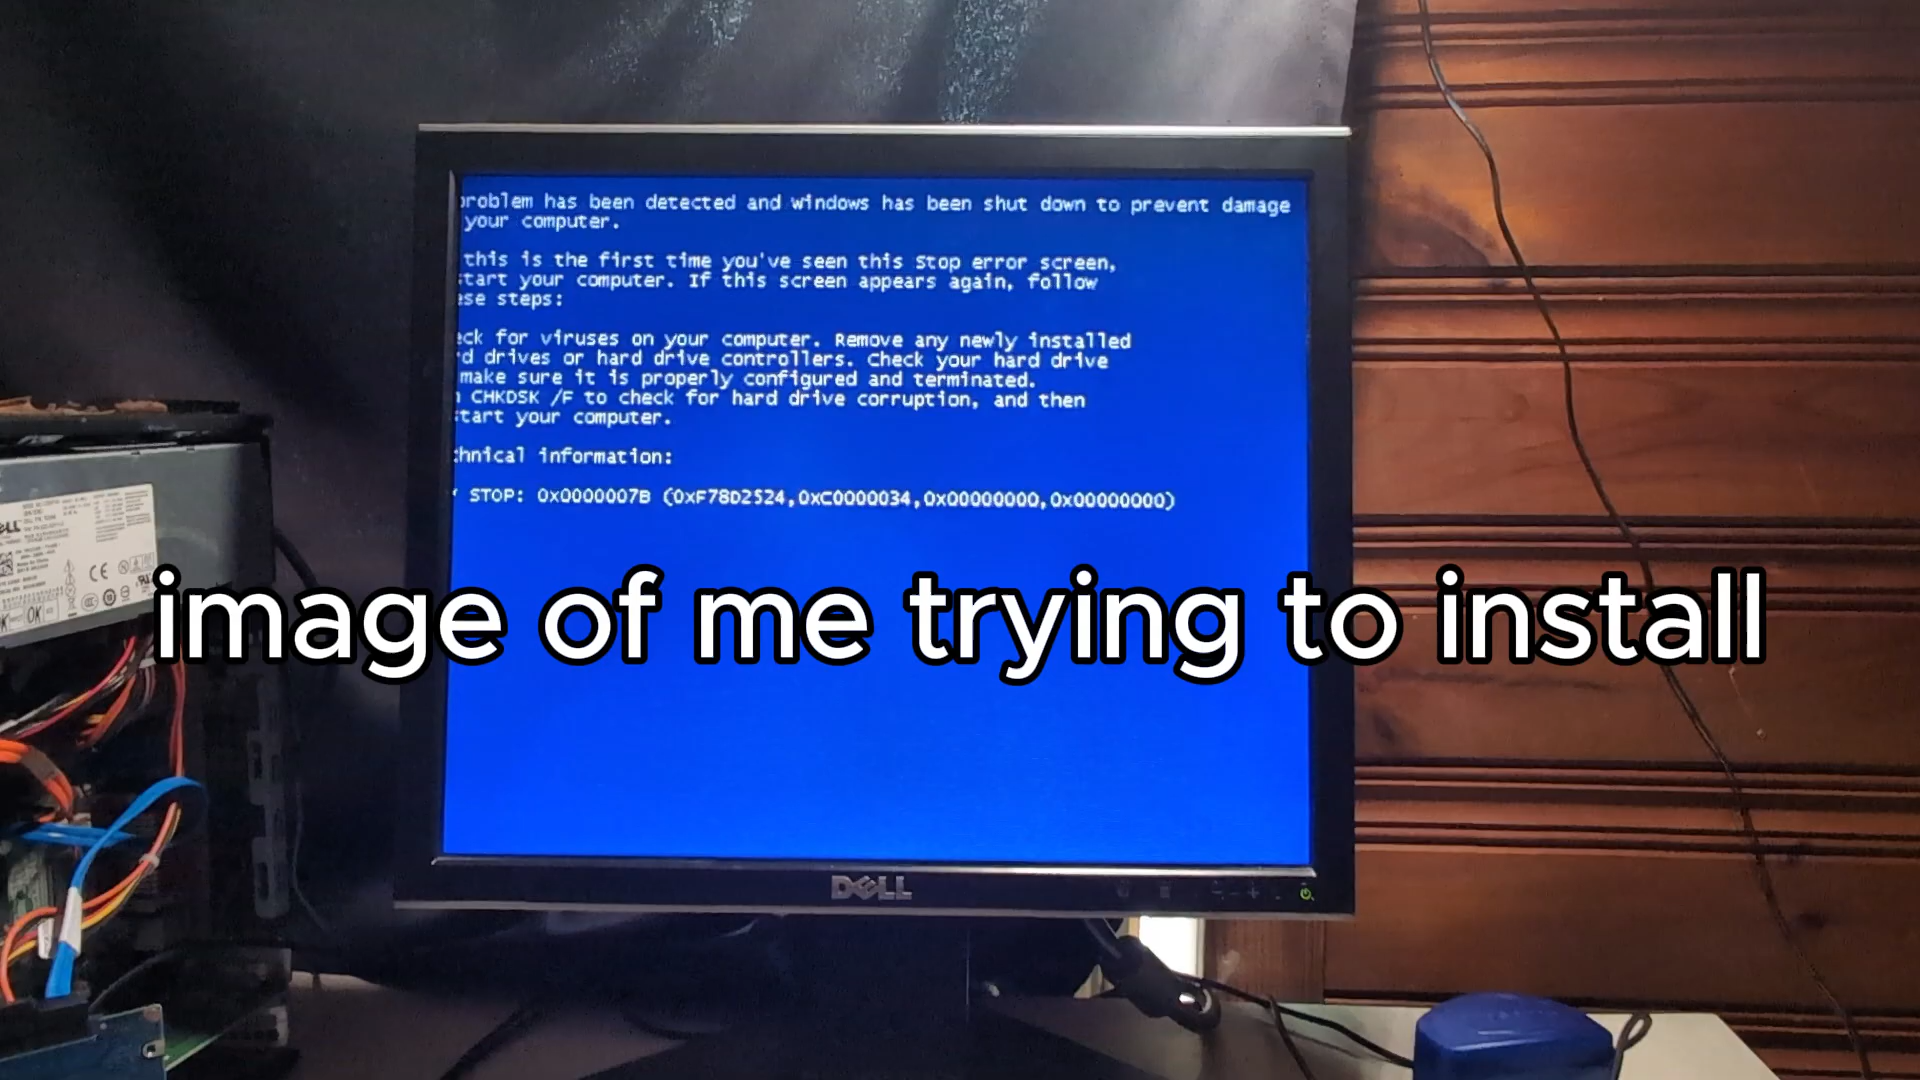 problem has been detected and windows has been shut down to prevent damage
your computer.
this is the first time you've seen this Stop error screen,
start your computer. If this screen appears again, follow
ese steps:
eck for viruses on your computer. Remove any newly installed
d drives or hard drive controllers. Check your hard drive
make sure it is properly configured and terminated.
CHKDSK /F to check for hard drive corruption, and then
start your computer.
chnical information:
STOP: 0x0000007B (0xF78D2524,0xC0000034,0x00000000,0x00000000)
image of me trying to install
DELL
CE
OK